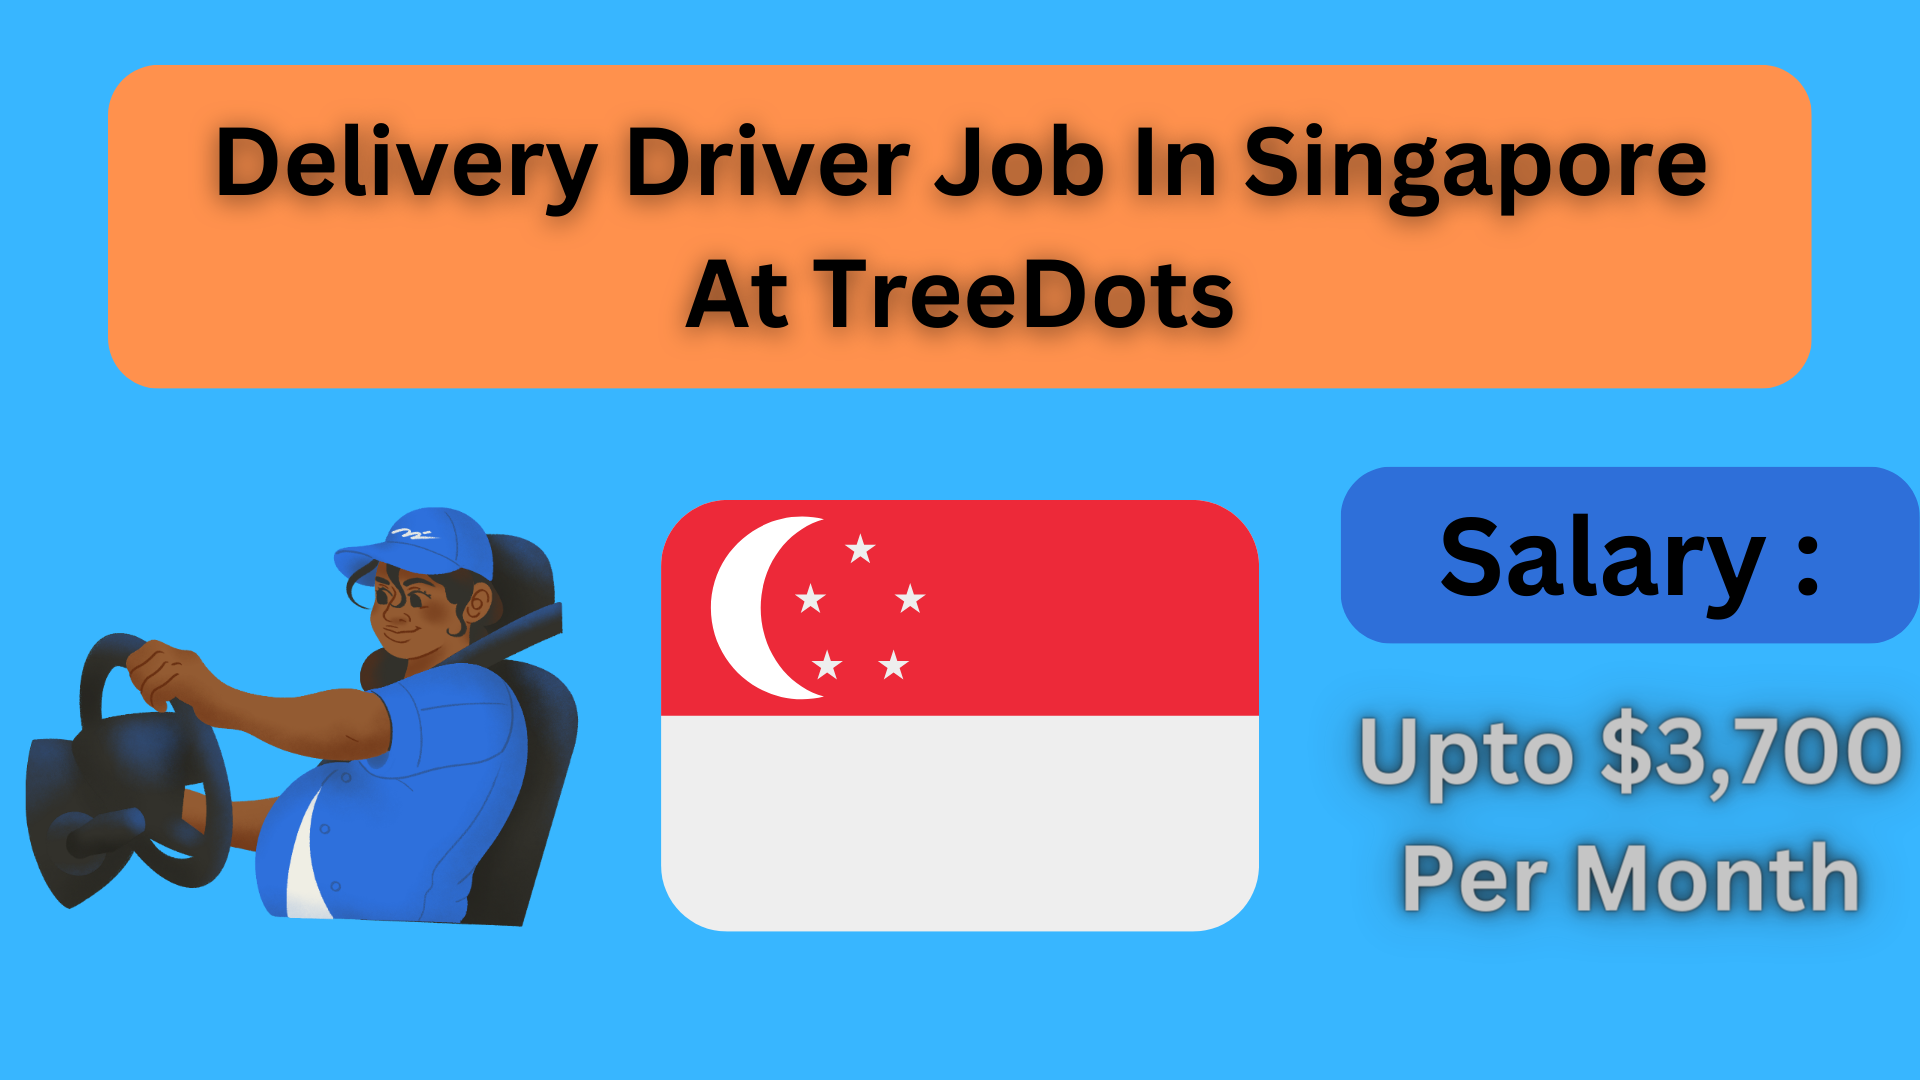 Delivery Driver Job In Singapore
At TreeDots
Salary :
Upto $3,700
Per Month